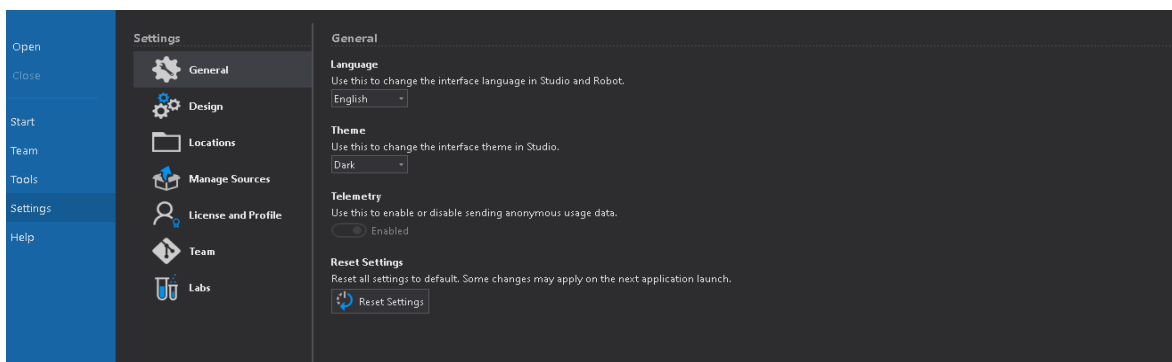 Open
Close
Start
Team
Tools
Settings
Help
Settings
General
Design
Locations
Manage Sources
License and Profile
Team
Labs
General
Language
Use this to change the interface language in Studio and Robot.
English
Theme
Use this to change the interface theme in Studio.
Dark
Telemetry
Use this to enable or disable sending anonymous usage data.
Enabled
Reset Settings
Reset all settings to default. Some changes may apply on the next application launch.
Reset Settings